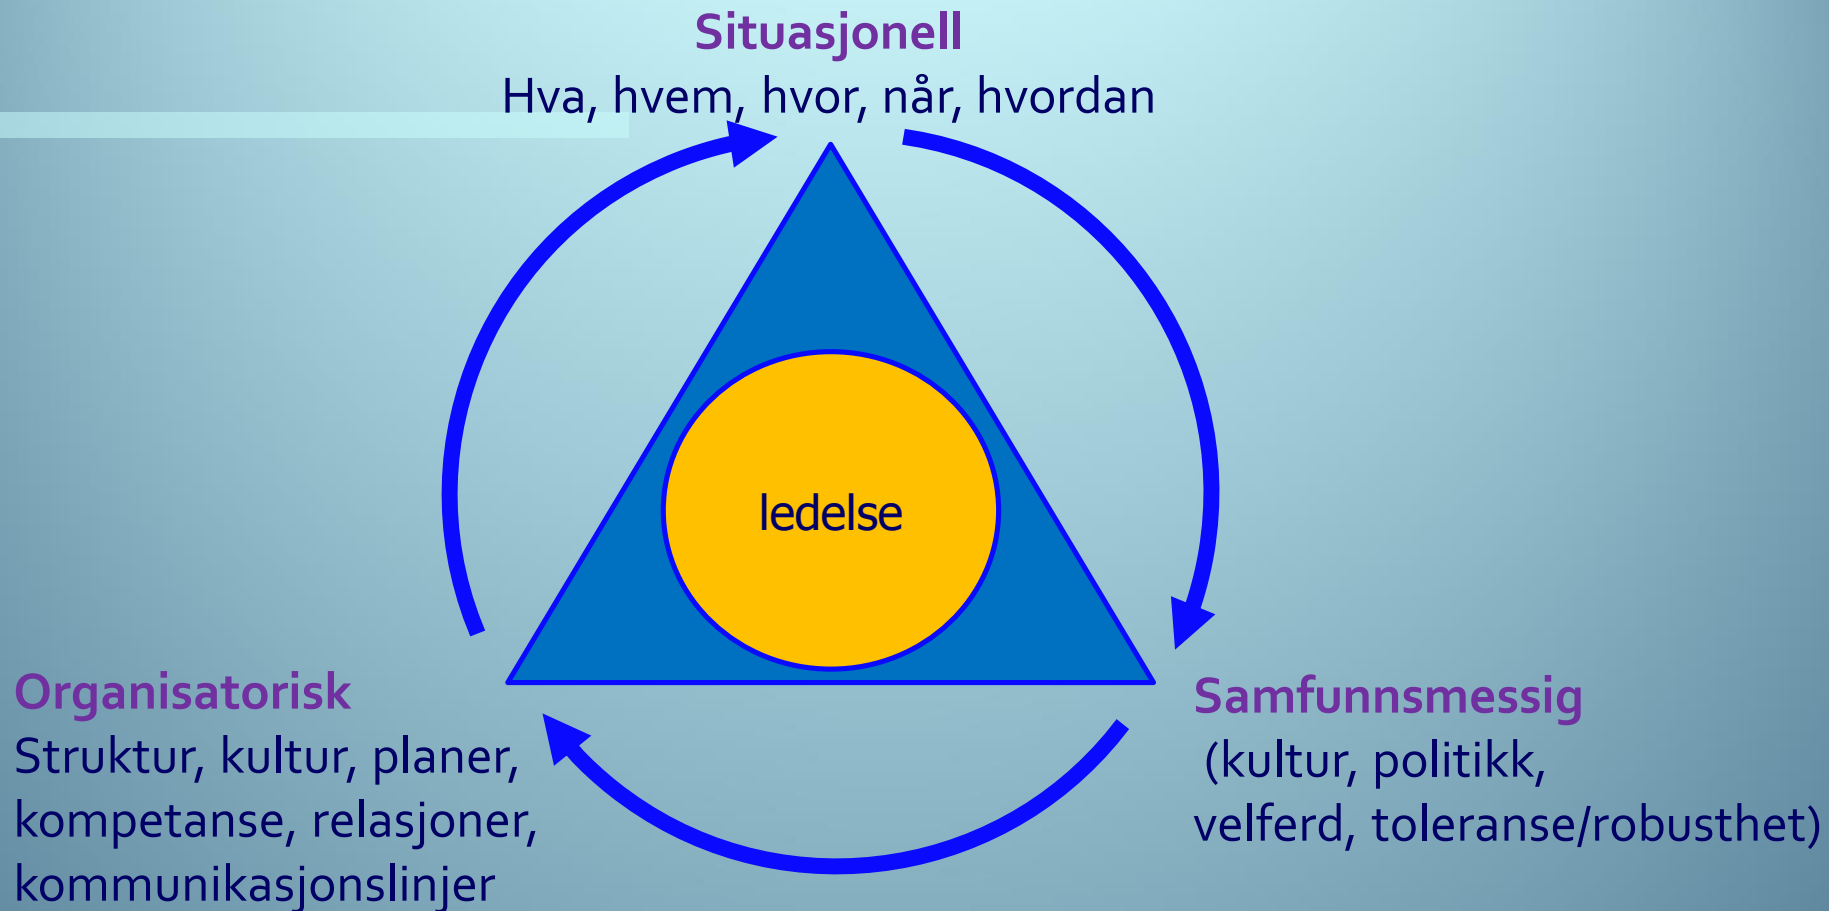 Situasjonell
Hva, hvem, hvor, når, hvordan
ledelse
Organisatorisk
Struktur, kultur, planer,
kompetanse, relasjoner,
kommunikasjonslinjer
Samfunnsmessig
(kultur, politikk,
velferd, toleranse/robusthet)